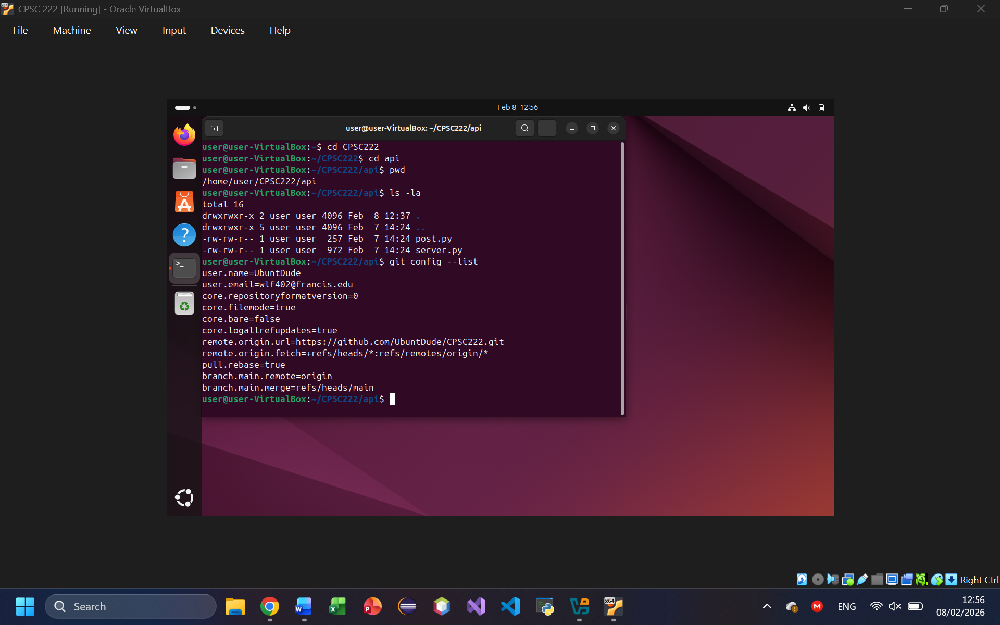 CPSC 222 [Running] - Oracle VirtualBox
File Machine View Input Devices Help
Feb 8 12:56
user@user-VirtualBox: ~/CPSC222/api
user@user-VirtualBox:~$ cd CPSC222
user@user-VirtualBox:~/CPSC222$ cd api
user@user-VirtualBox:~/CPSC222/api$ pwd
/home/user/CPSC222/api
user@user-VirtualBox:~/CPSC222/api$ ls -la
total 16
drwxrwxr-x 2 user user 4096 Feb  8 12:37 .
drwxrwxr-x 5 user user 4096 Feb  7 14:24 ..
-rw-rw-r-- 1 user user  257 Feb  7 14:24 post.py
-rw-rw-r-- 1 user user  972 Feb  7 14:24 server.py
user@user-VirtualBox:~/CPSC222/api$ git config --list
user.name=UbuntDude
user.email=wlf402@francis.edu
core.repositoryformatversion=0
core.filemode=true
core.bare=false
core.logallrefupdates=true
remote.origin.url=https://github.com/UbuntDude/CPSC222.git
remote.origin.fetch=+refs/heads/*:refs/remotes/origin/*
pull.rebase=true
branch.main.remote=origin
branch.main.merge=refs/heads/main
user@user-VirtualBox:~/CPSC222/api$
Right Ctrl
Search
ENG
12:56
08/02/2026